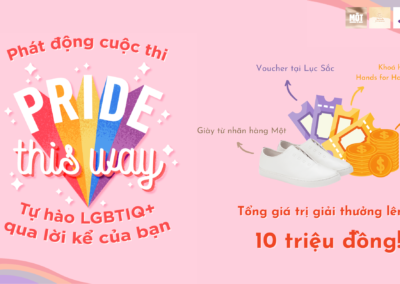 Phát động cuộc thi
PRIDE
this way
Tự hào LGBTIQ+
qua lời kể của bạn
MỘT
Voucher tại Lục Sắc
Hands for
Giày từ nhãn hàng Một
Tổng giá trị giải thưởng lên
10 triệu đồng!